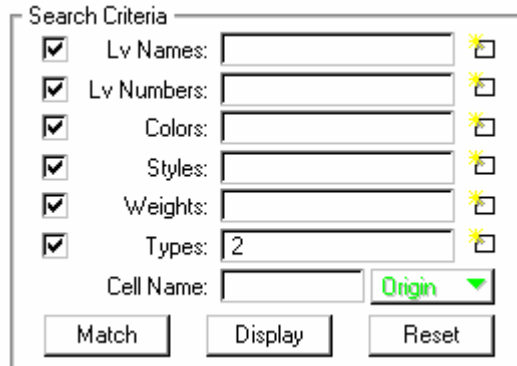 Search Criteria
Lv Names:
Lv Numbers:
Colors:
Styles:
Weights:
Types: 2
Cell Name: Origin
Match Display Reset